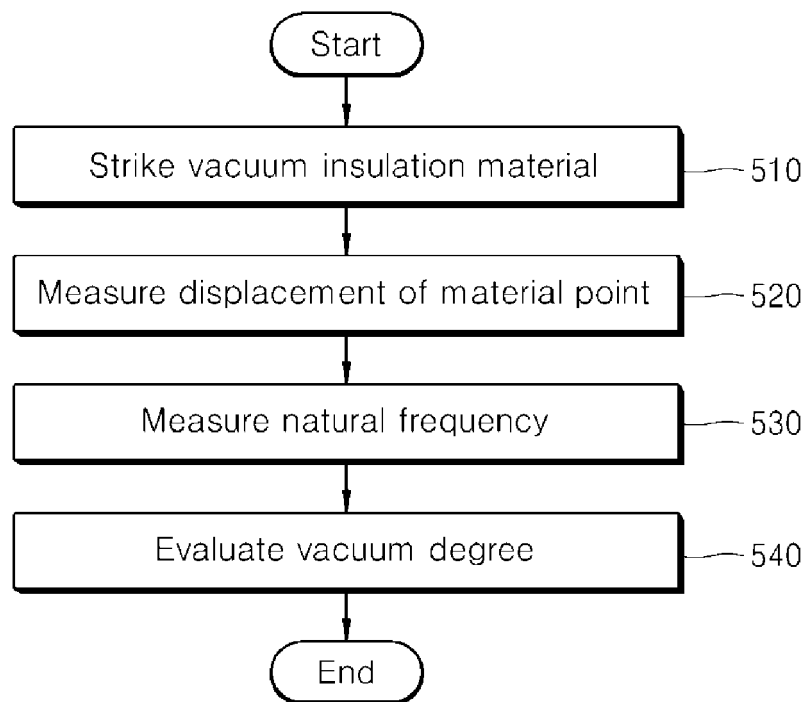 Start
Strike vacuum insulation material
510
Measure displacement of material point
520
Measure natural frequency
530
Evaluate vacuum degree
540
End